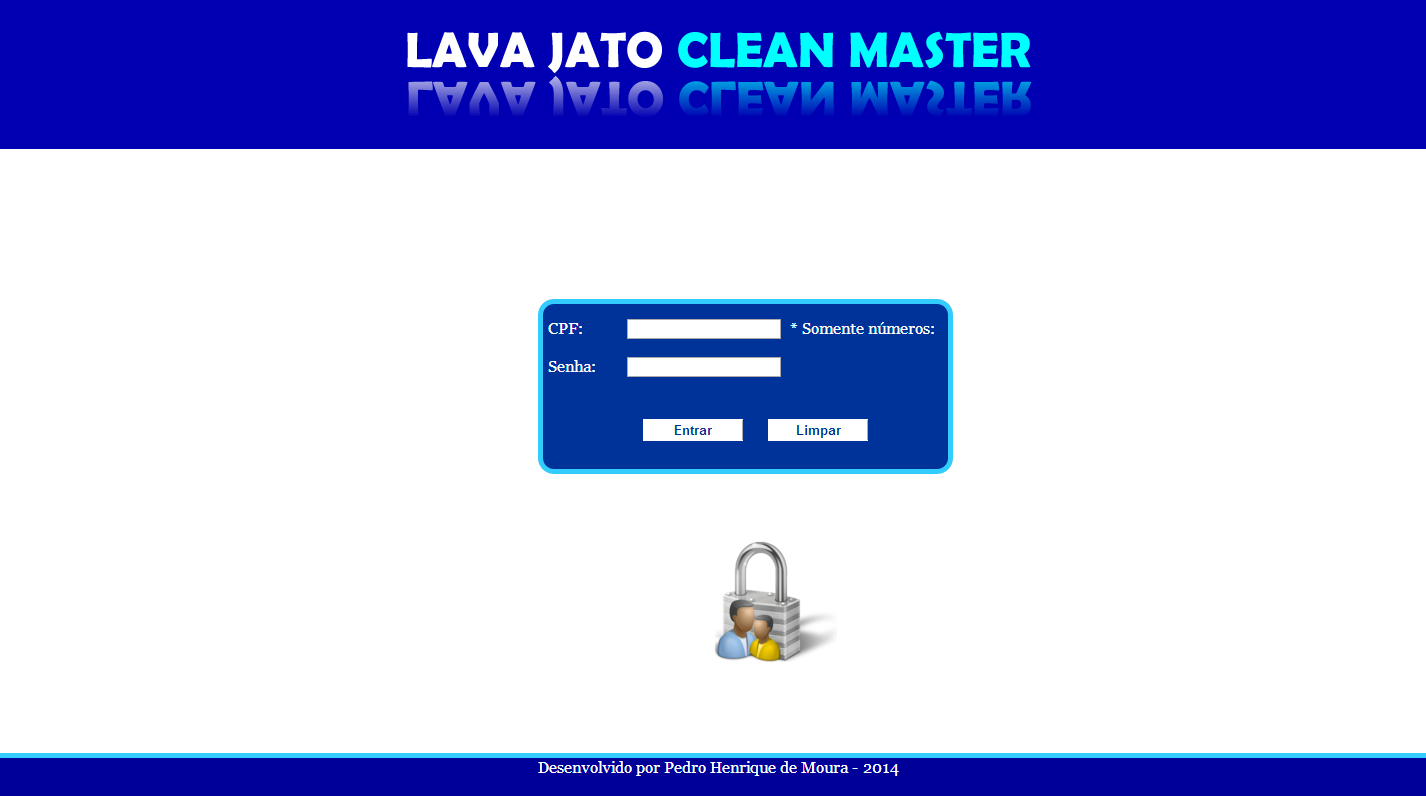 LAVA JATO CLEAN MASTER
CPF: * Somente números:
Senha:
Entrar Limpar
Desenvolvido por Pedro Henrique de Moura - 2014